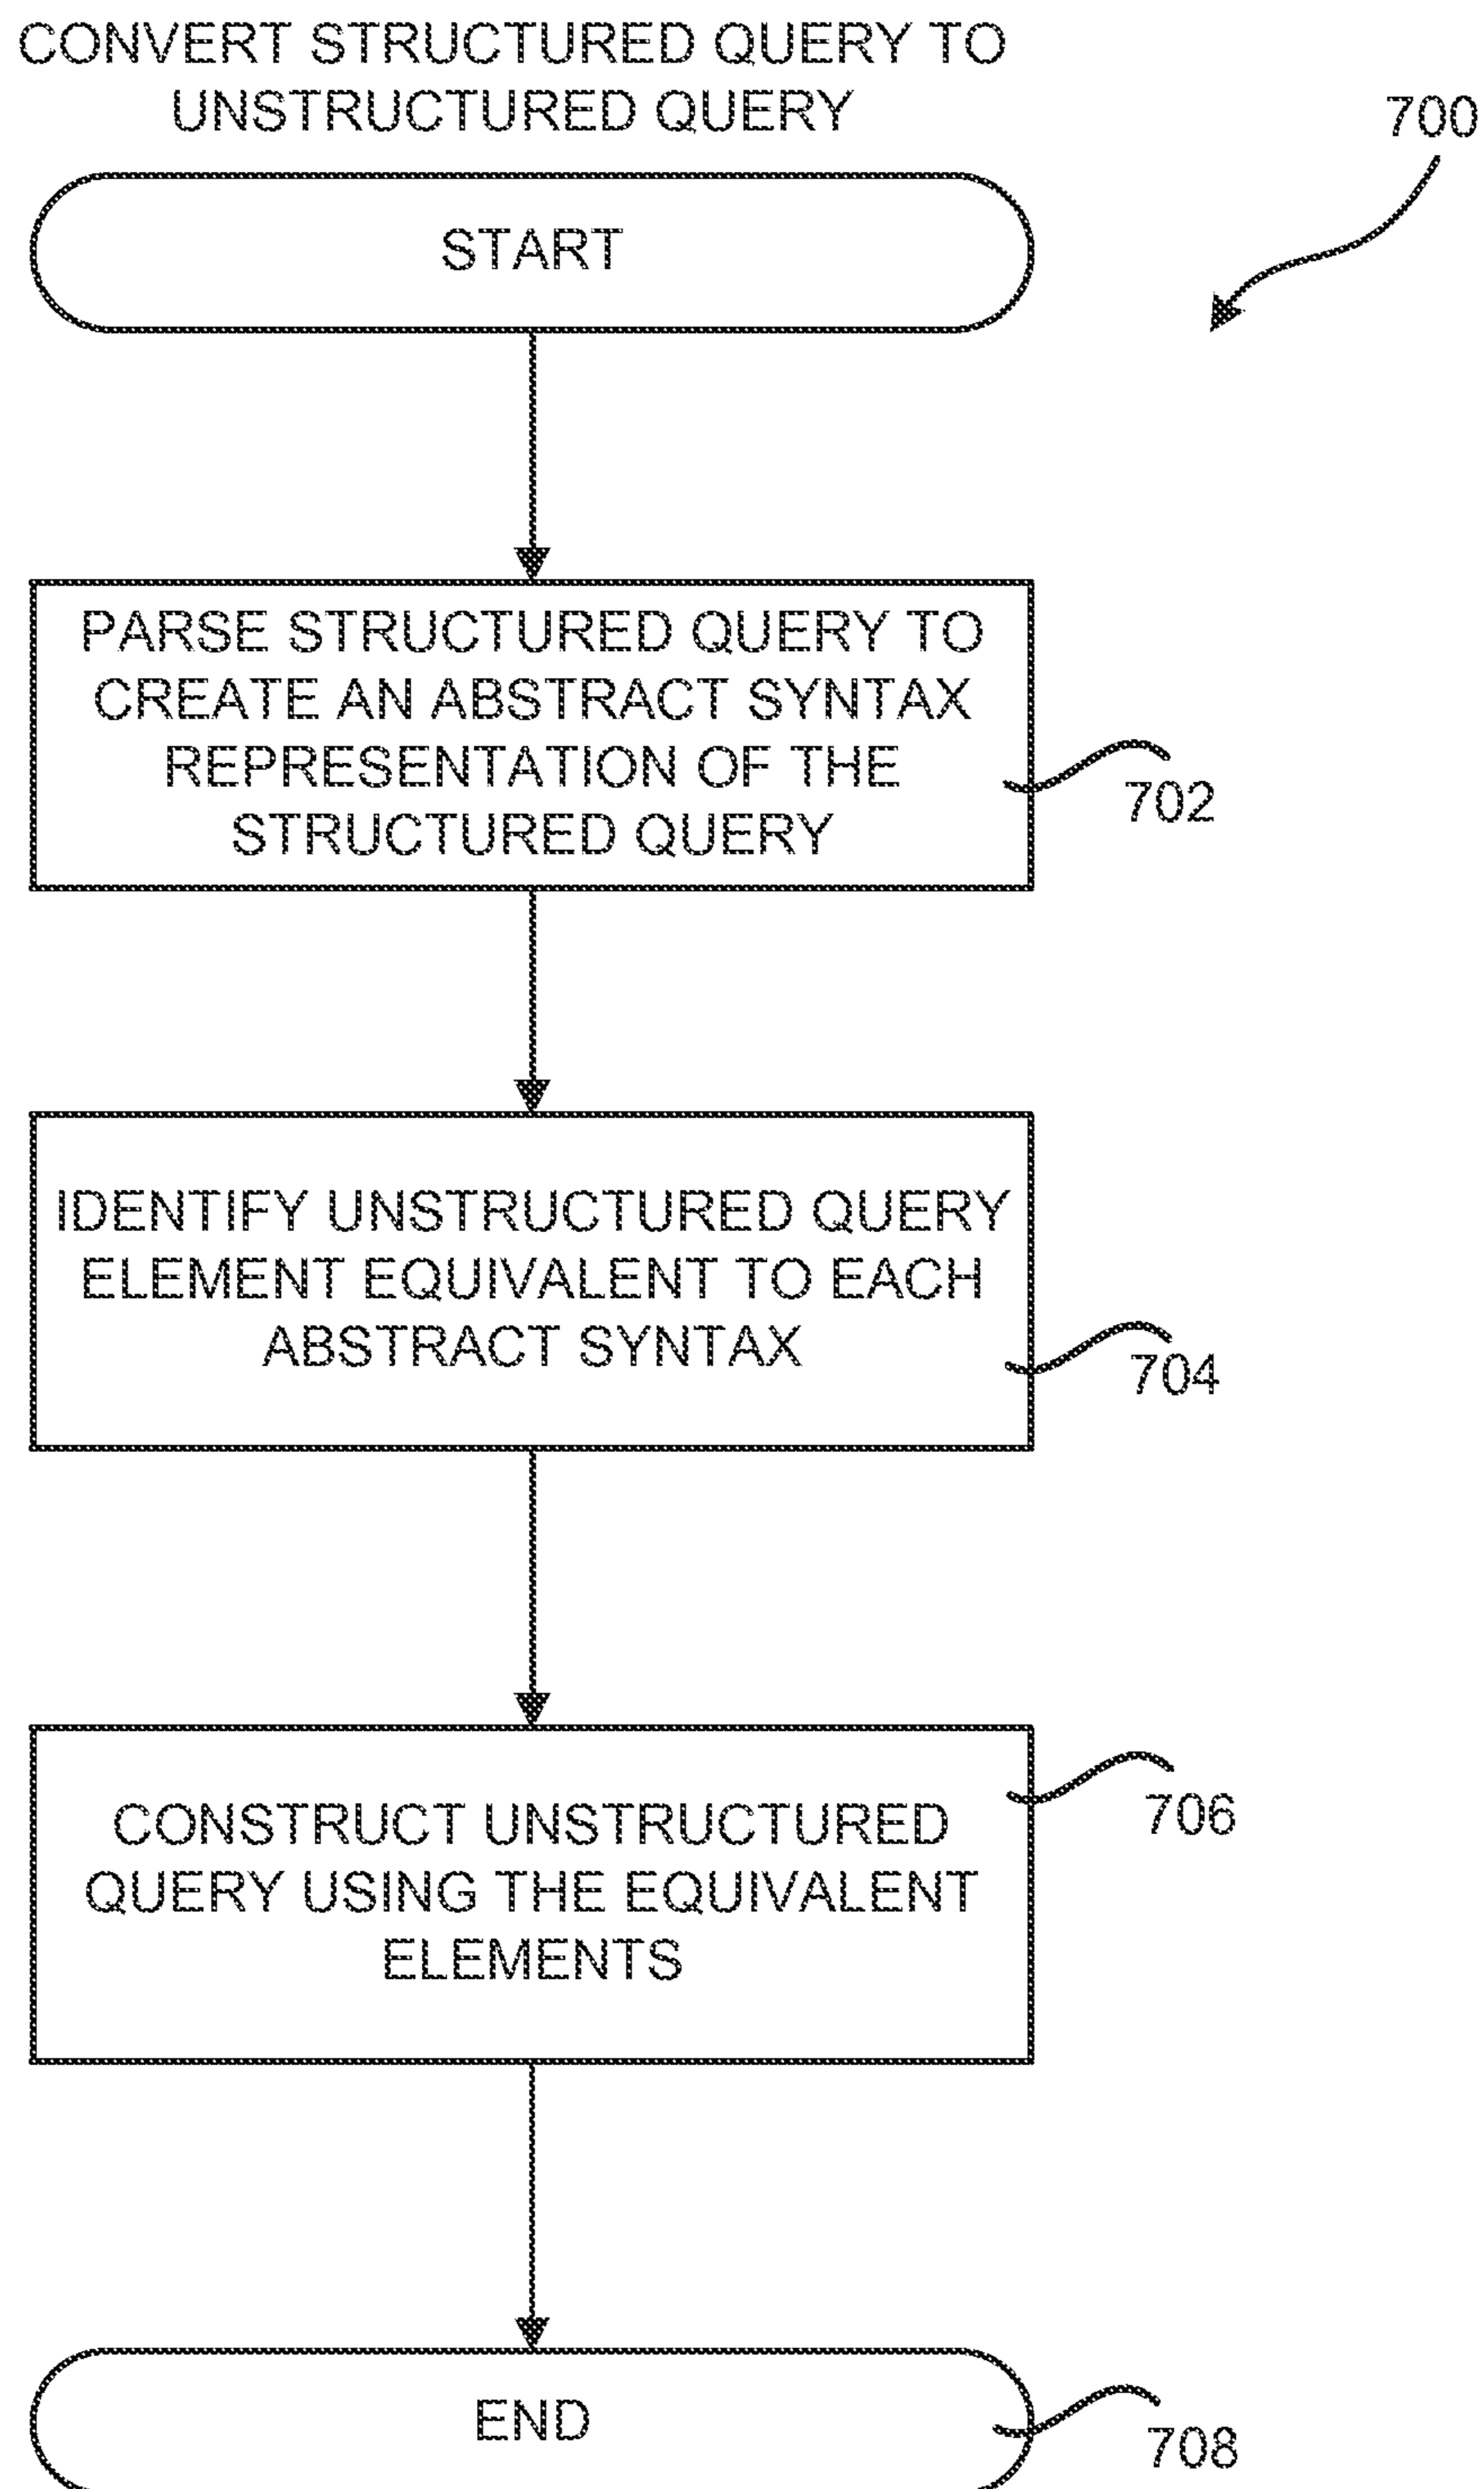 CONVERT STRUCTURED QUERY TO
UNSTRUCTURED QUERY
700
START
PARSE STRUCTURED QUERY TO
CREATE AN ABSTRACT SYNTAX
REPRESENTATION OF THE
STRUCTURED QUERY
702
IDENTIFY UNSTRUCTURED QUERY
ELEMENT EQUIVALENT TO EACH
ABSTRACT SYNTAX
704
CONSTRUCT UNSTRUCTURED
QUERY USING THE EQUIVALENT
ELEMENTS
706
END
708